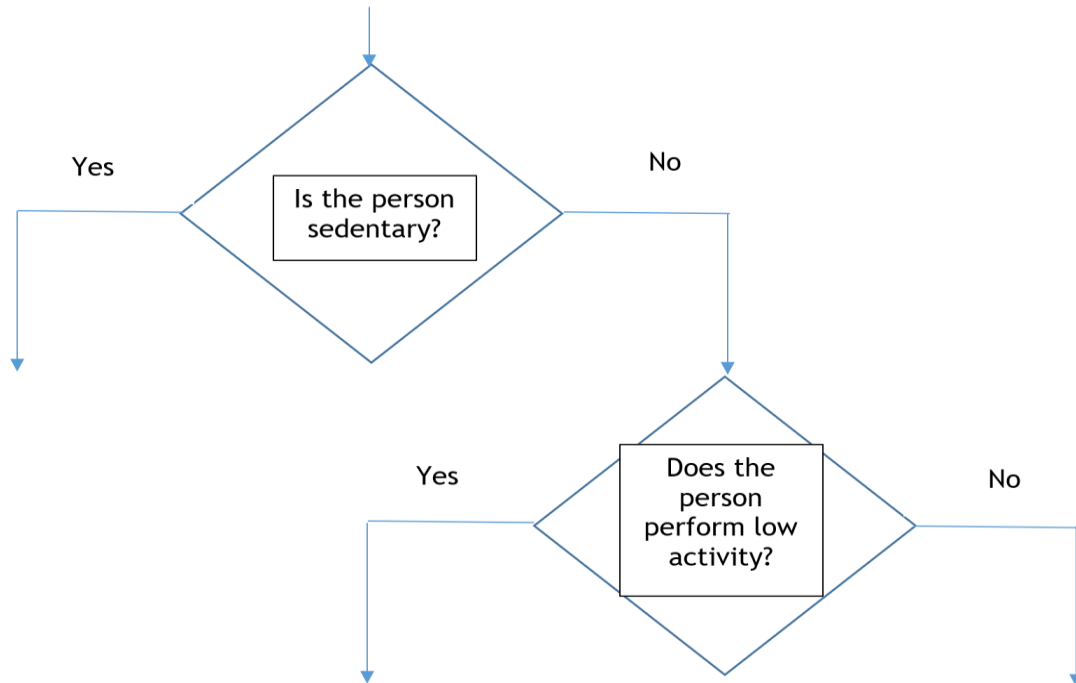 Yes
No
Is the person
sedentary?
Yes
No
Does the
person
perform low
activity?